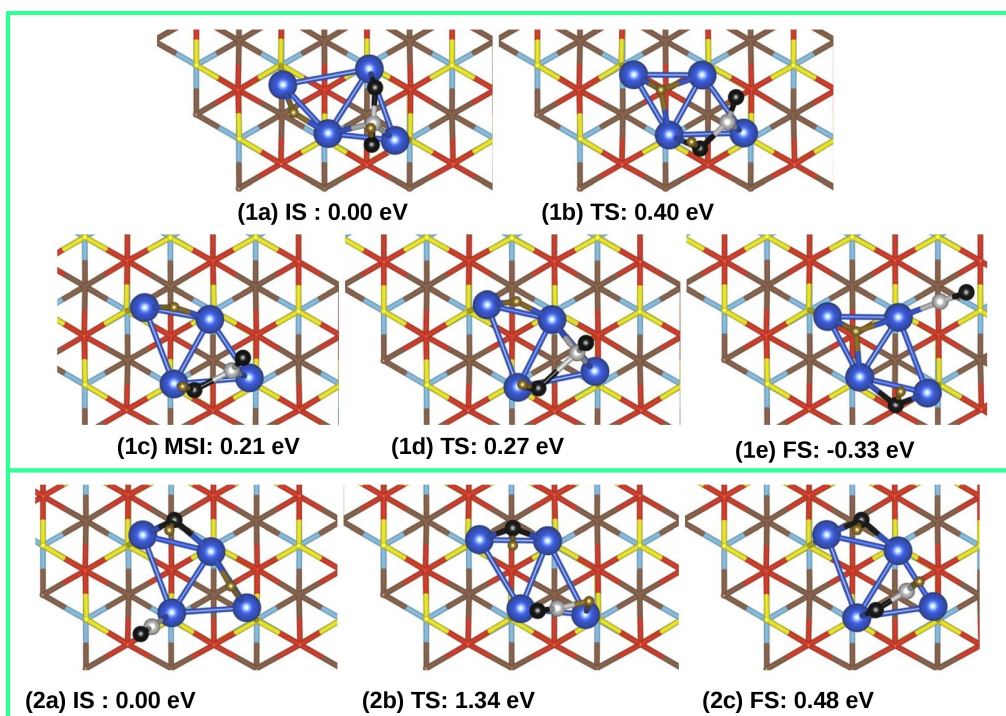 (1a) IS : 0.00 eV
(1b) TS: 0.40 eV
(1c) MSI: 0.21 eV
(1d) TS: 0.27 eV
(1e) FS: -0.33 eV
(2a) IS : 0.00 eV
(2b) TS: 1.34 eV
(2c) FS: 0.48 eV